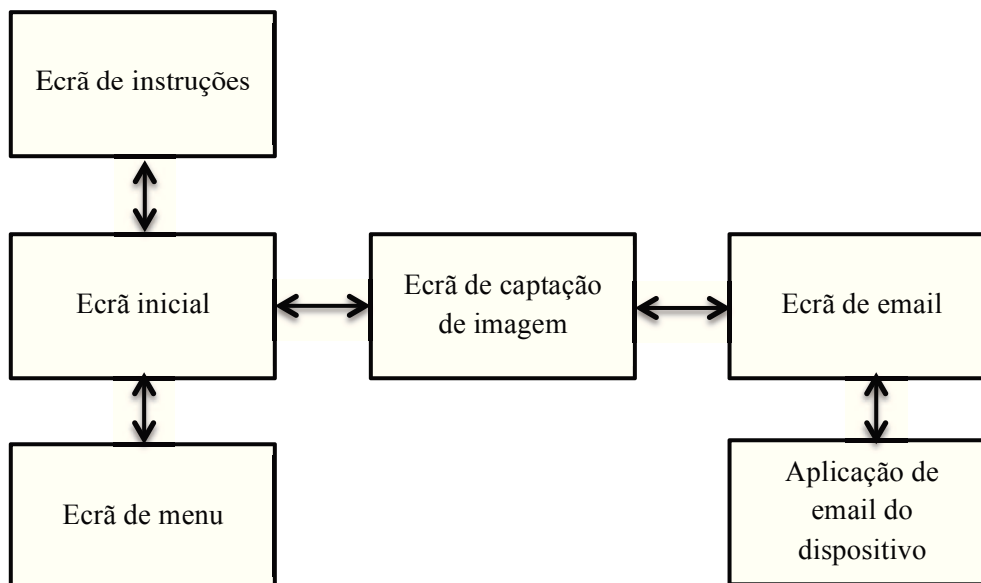 Ecrã de instruções
Ecrã inicial
Ecrã de captação
de imagem
Ecrã de email
Ecrã de menu
Aplicação de
email do
dispositivo